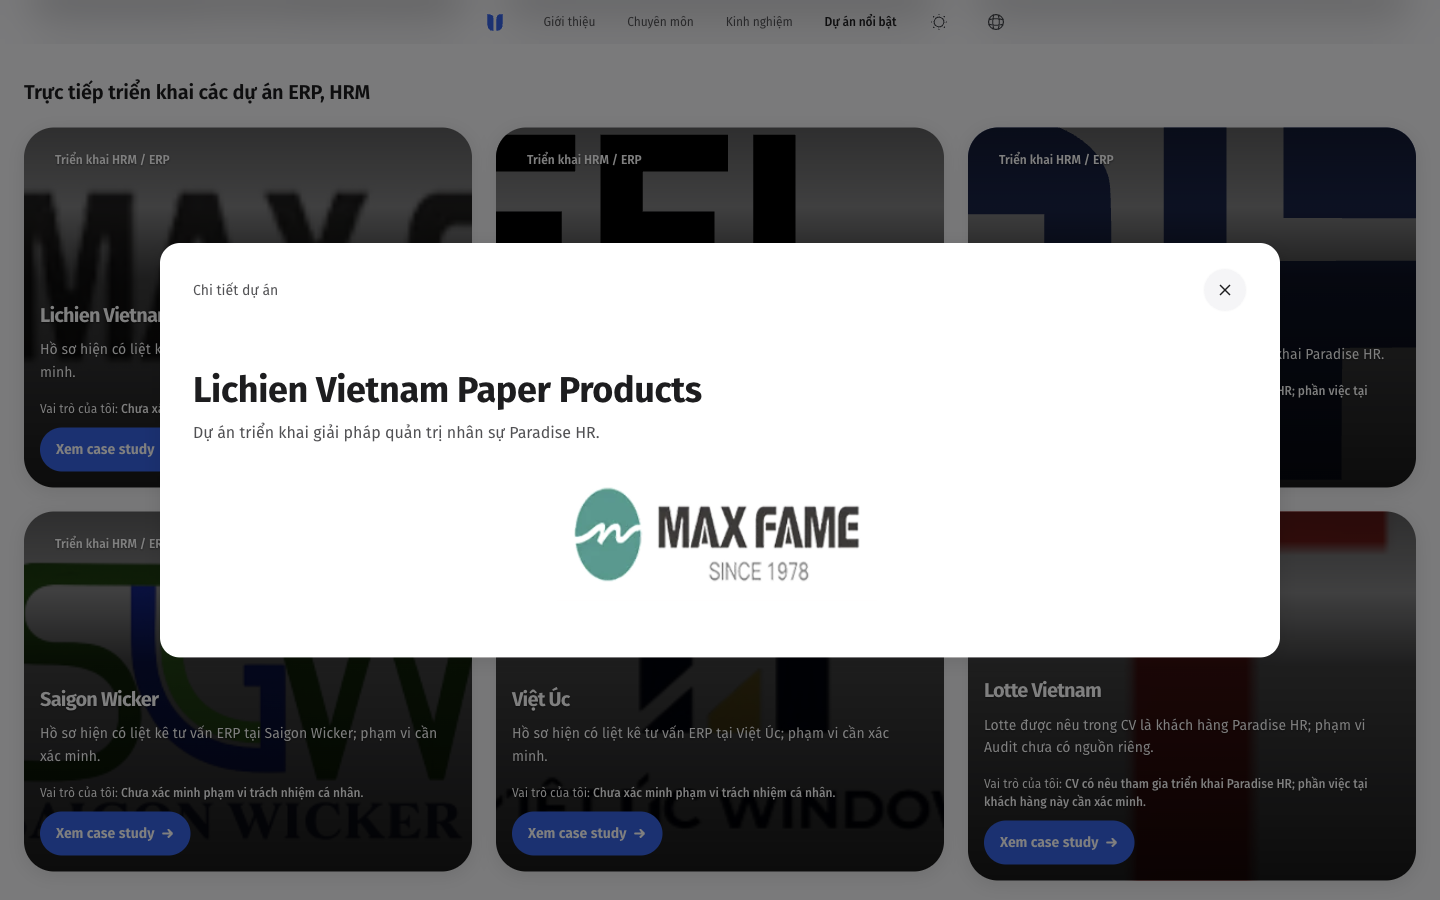 Giới thiệu
Chuyên môn
Kinh nghiệm
Dự án nổi bật
Trực tiếp triển khai các dự án ERP, HRM
Triển khai HRM / ERP
Triển khai HRM / ERP
Triển khai HRM / ERP
MAX
Lichien
Hồ sơ hiện có liệt
minh.
Vai trò của tôi: Chưa
Xem case study
khai Paradise HR.
phần việc tại
Chi tiết dự án
Lichien Vietnam Paper Products
Dự án triển khai giải pháp quản trị nhân sự Paradise HR.
MAX FAME
SINCE 1978
Triển khai HRM /
SGW
Saigon Wicker
Hồ sơ hiện có liệt kê tư vấn ERP tại Saigon Wicker; phạm vi cần
xác minh.
Vai trò của tôi: Chưa xác minh phạm vi trách nhiệm cá nhân.
WICKER
Xem case study →
Việt Úc
Hồ sơ hiện có liệt kê tư vấn ERP tại Việt Úc; phạm vi cần xác
minh.
Vai trò của tôi: Chưa xác minh phạm vi trách nhiệm cá nhân.
Xem case study →
Lotte Vietnam
Lotte được nêu trong CV là khách hàng Paradise HR; phạm vi
Audit chưa có nguồn riêng.
Vai trò của tôi: CV có nêu tham gia triển khai Paradise HR; phần việc tại
khách hàng này cần xác minh.
Xem case study →